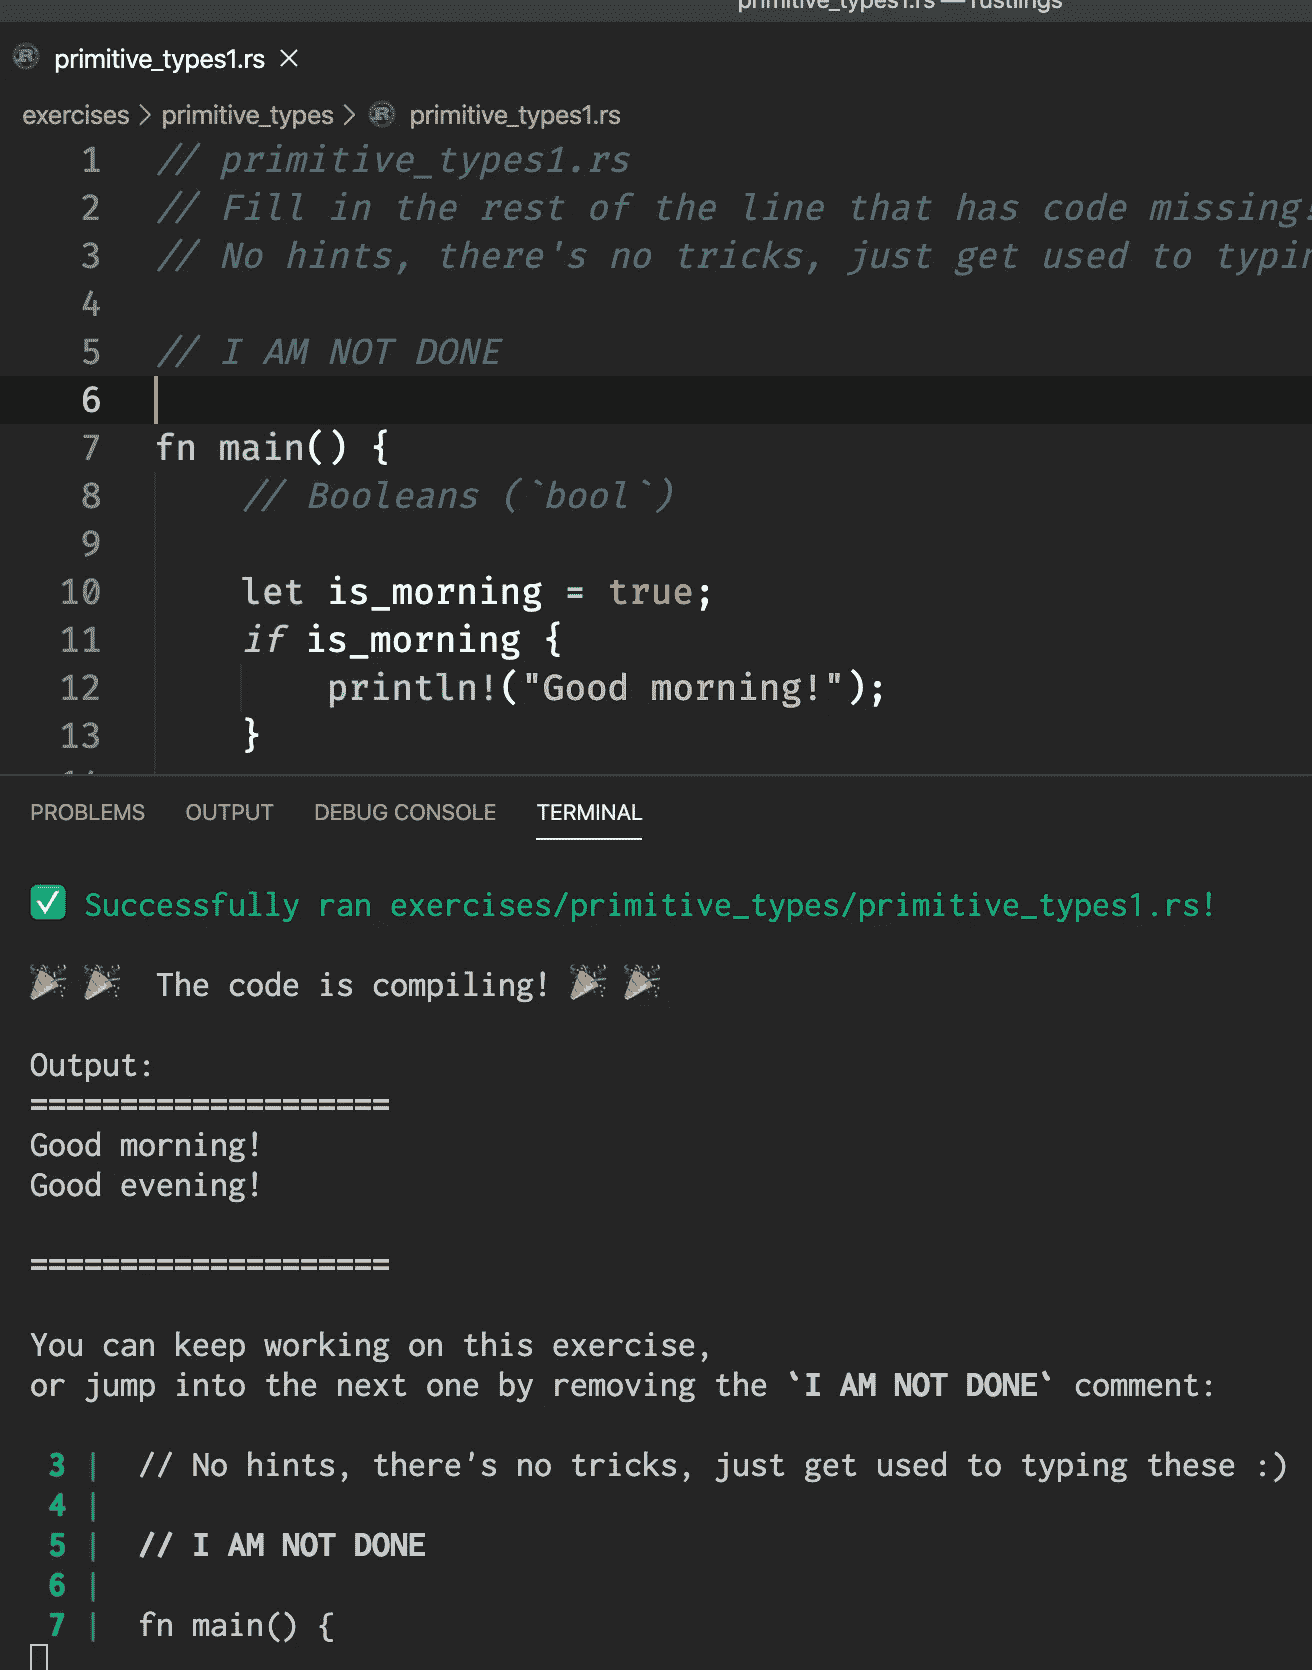 primitive_types1.rs — rustlings
primitive_types1.rs
exercises > primitive_types > primitive_types1.rs
1 // primitive_types1.rs
2 // Fill in the rest of the line that has code missing!
3 // No hints, there's no tricks, just get used to typin
4
5 // I AM NOT DONE
6
7 fn main() {
8 // Booleans (`bool`)
9
10 let is_morning = true;
11 if is_morning {
12 println!("Good morning!");
13 }
PROBLEMS OUTPUT DEBUG CONSOLE TERMINAL
✅ Successfully ran exercises/primitive_types/primitive_types1.rs!
🎉 🎉 The code is compiling! 🎉 🎉
Output:
====================
Good morning!
Good evening!
====================
You can keep working on this exercise,
or jump into the next one by removing the `I AM NOT DONE` comment:
3 | // No hints, there's no tricks, just get used to typing these :)
4 |
5 | // I AM NOT DONE
6 |
7 | fn main() {